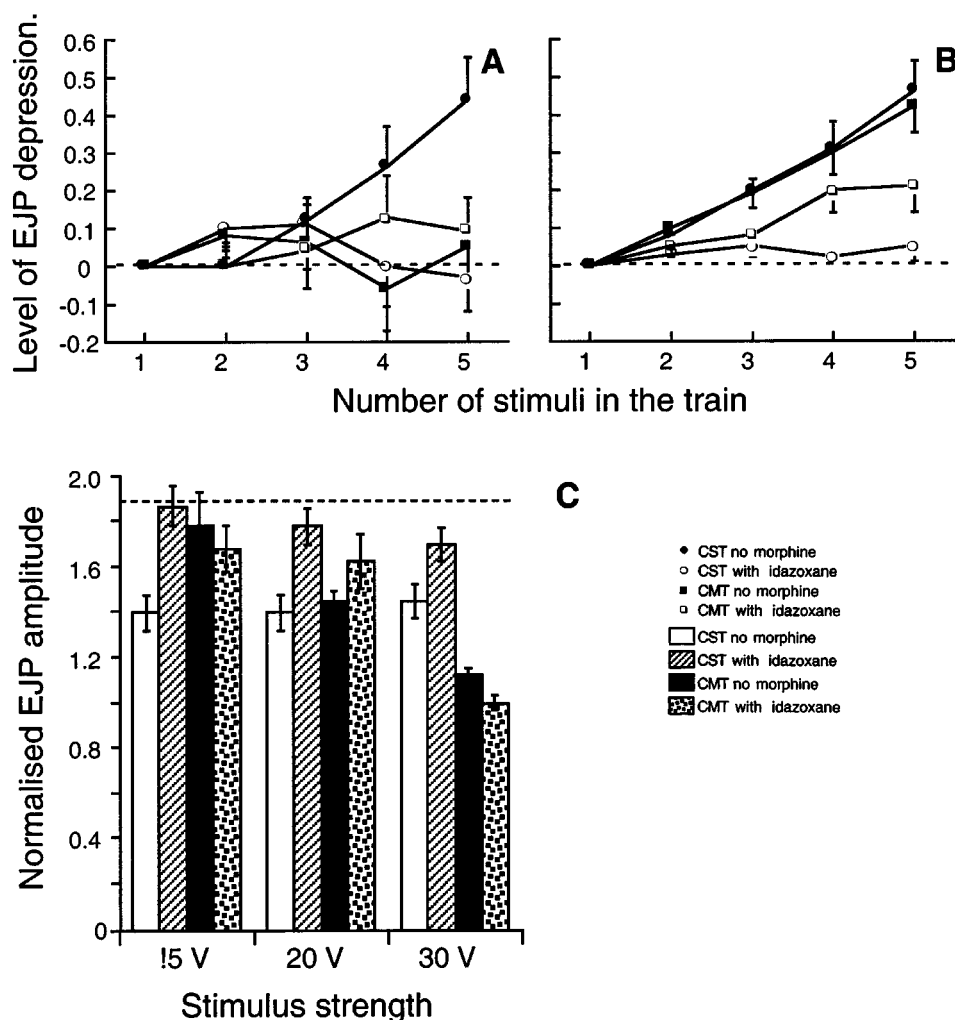 Level of EJP depression.
0.6
0.5
0.4
0.3
0.2
0.1
0
-0.1
-0.2
A
B
1 2 3 4 5
1 2 3 4 5
Number of stimuli in the train
Normalised EJP amplitude
2.0
1.6
1.2
0.8
0.4
0
C
!5 V 20 V 30 V
Stimulus strength
CST no morphine
CST with idazoxane
CMT no morphine
CMT with idazoxane
CST no morphine
CST with idazoxane
CMT no morphine
CMT with idazoxane